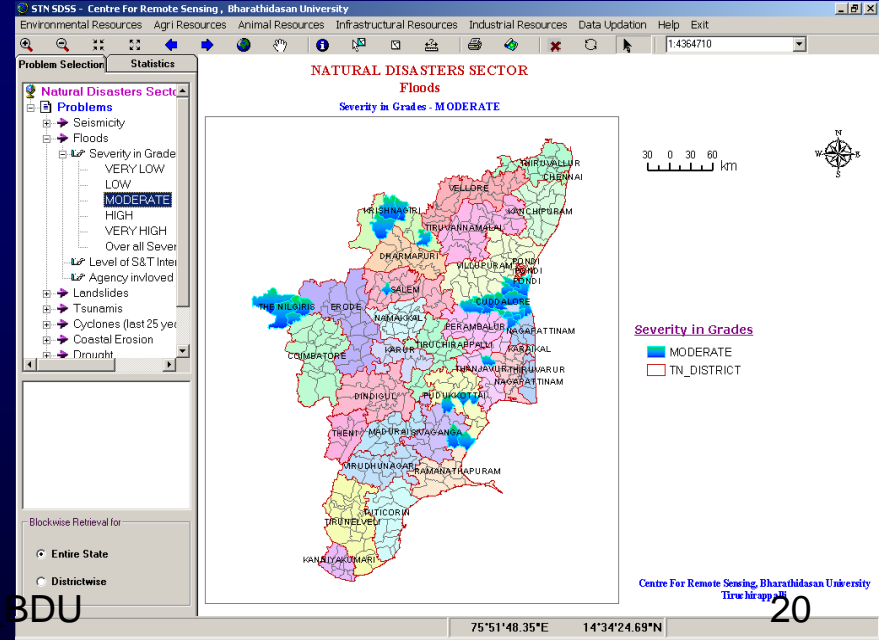 STN SDSS - Centre For Remote Sensing, Bharathidasan University
Environmental Resources Agri Resources Animal Resources Infrastructural Resources Industrial Resources Data Updation Help Exit
1:4364710
Problem Selection Statistics
Natural Disasters Secto
Problems
Seismicity
Floods
Severity in Grade
VERY LOW
LOW
MODERATE
HIGH
VERY HIGH
Over all Sever
Level of S&T Inter
Agency invloved
Landslides
Tsunamis
Cyclones (last 25 yea
Coastal Erosion
Drought
Blockwise Retrieval for
Entire State
Districtwise
NATURAL DISASTERS SECTOR
Floods
Severity in Grades - MODERATE
THIRUVALLUR
CHENNAI
VELLORE
KRISHNAGIRI
KANCHIPURAM
TIRUVANNAMALAI
DHARMAPURI
VILLUPURAM
PONDI
PONDI
PONDI
SALEM
THE NILGIRIS
ERODE
CUDDALORE
NAMAKKAL
PERAMBALUR
NAGAPATTINAM
COIMBATORE
KARUR
TIRUCHIRAPPALLI
KARAIKAL
THANJAVUR
THIRUVARUR
NAGAPATTINAM
DINDIGUL
PUDUKKOTTAI
THENI
MADURAI
SIVAGANGA
VIRUDHUNAGAR
RAMANATHAPURAM
TUTICORIN
TIRUNELVELI
KANNIYAKUMARI
30 0 30 60 km
N
W E
S
Severity in Grades
MODERATE
TN_DISTRICT
Centre For Remote Sensing, Bharathidasan University
Tiruchirappalli
BDU
20
75°51'48.35"E 14°34'24.69"N